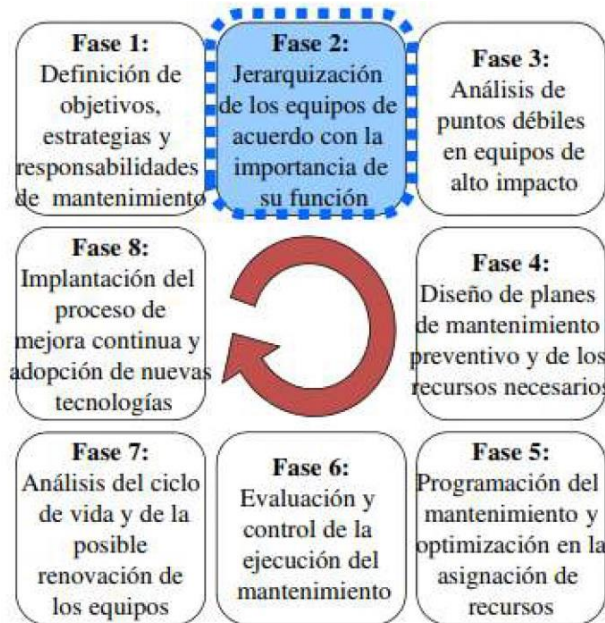 Fase 1:
Definición de
objetivos,
estrategias y
responsabilidades
de mantenimiento
Fase 2:
Jerarquización
de los equipos de
acuerdo con la
importancia de
su función
Fase 3:
Análisis de
puntos débiles
en equipos de
alto impacto
Fase 8:
Implantación del
proceso de
mejora continua y
adopción de nuevas
tecnologías
Fase 4:
Diseño de planes
de mantenimiento
preventivo y de los
recursos necesarios
Fase 7:
Análisis del ciclo
de vida y de la
posible
renovación de
los equipos
Fase 6:
Evaluación y
control de la
ejecución del
mantenimiento
Fase 5:
Programación del
mantenimiento y
optimización en la
asignación de
recursos